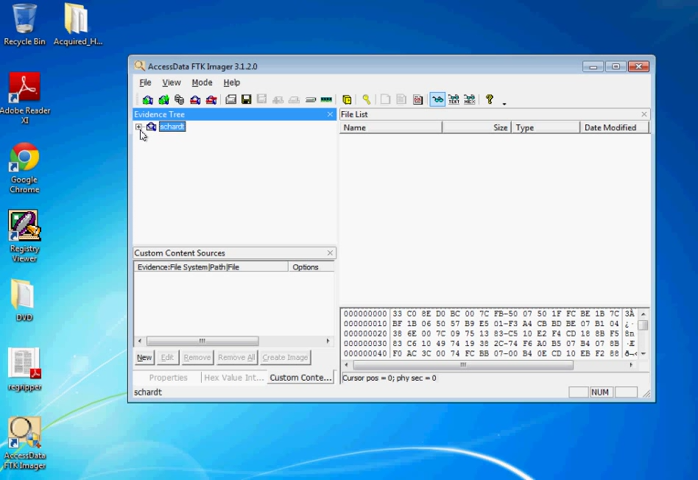 Recycle Bin
Acquired_H...
Adobe Reader
XI
Google
Chrome
Registry
Viewer
DVD
regripper
AccessData
FTK Imager
AccessData FTK Imager 3.1.2.0
File View Mode Help
Evidence Tree
schardt
Custom Content Sources
Evidence:File System|Path|File Options
New Edit Remove Remove All Create Image
Properties Hex Value Int... Custom Conte...
File List
Name Size Type Date Modified
000000000 33 C0 8E D0 BC 00 7C FB-50 07 50 1F FC BE 1B 7C 3À
000000010 BF 1B 06 50 57 B9 E5 01-F3 A4 CB BD BE 07 B1 04 ¿·
000000020 38 6E 00 7C 09 75 13 83-C5 10 E2 F4 CD 18 8B F5 8n
000000030 83 C6 10 49 74 19 38 2C-74 F6 A0 B5 07 B4 07 8B ·Æ
000000040 F0 AC 3C 00 74 FC BB 07-00 B4 0E CD 10 EB F2 88 ð¬
Cursor pos = 0; phy sec = 0
schardt
NUM